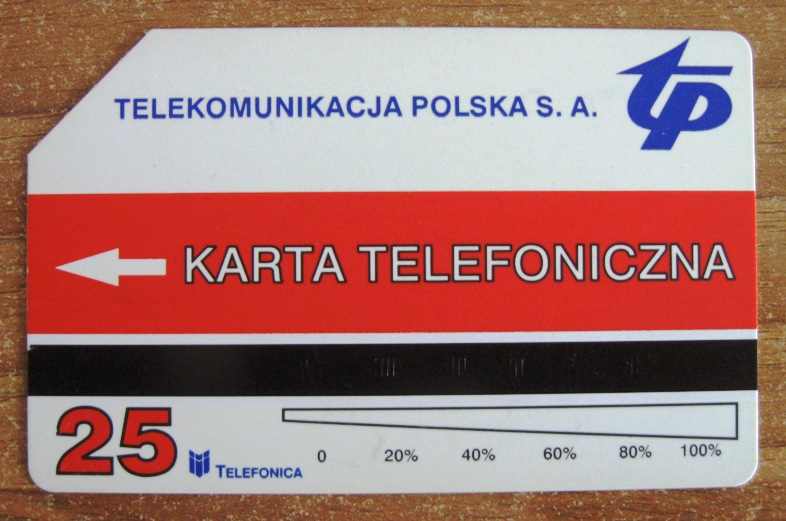 TELEKOMUNIKACJA POLSKA S. A.
tp
KARTA TELEFONICZNA
25
TELEFONICA
0 20% 40% 60% 80% 100%